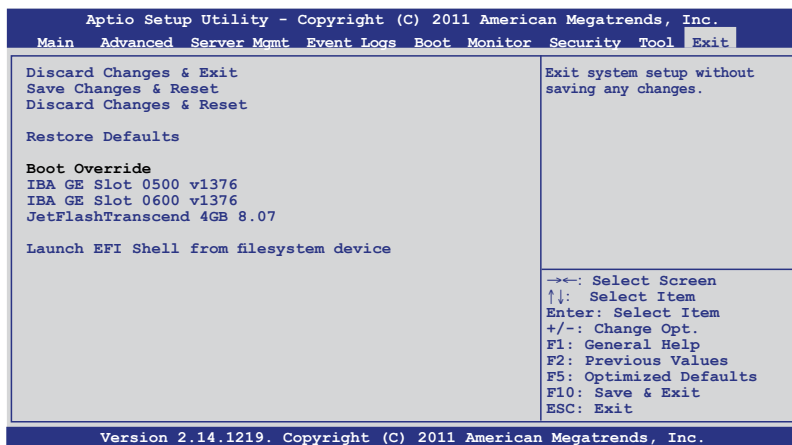 Aptio Setup Utility - Copyright (C) 2011 American Megatrends, Inc.
Main Advanced Server Mgmt Event Logs Boot Monitor Security Tool Exit
Discard Changes & Exit
Save Changes & Reset
Discard Changes & Reset
Restore Defaults
Boot Override
IBA GE Slot 0500 v1376
IBA GE Slot 0600 v1376
JetFlashTranscend 4GB 8.07
Launch EFI Shell from filesystem device
Exit system setup without
saving any changes.
→←: Select Screen
↑↓: Select Item
Enter: Select Item
+/-: Change Opt.
F1: General Help
F2: Previous Values
F5: Optimized Defaults
F10: Save & Exit
ESC: Exit
Version 2.14.1219. Copyright (C) 2011 American Megatrends, Inc.